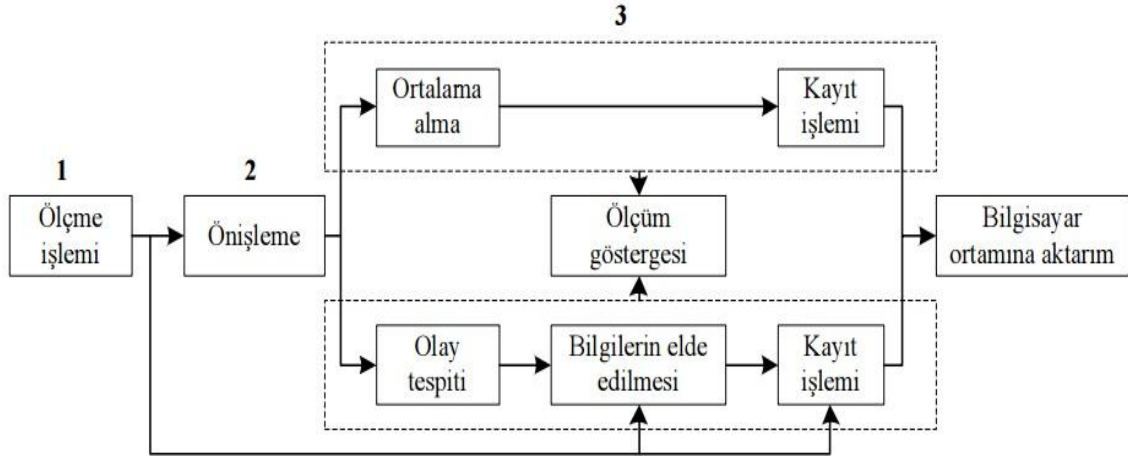 3
Ortalama
alma
Kayıt
işlemi
1
2
Ölçme
işlemi
Önişleme
Ölçüm
göstergesi
Bilgisayar
ortamına aktarım
Olay
tespiti
Bilgilerin elde
edilmesi
Kayıt
işlemi